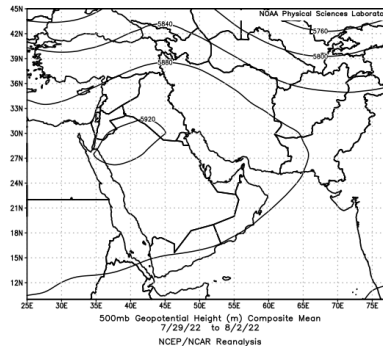 45N
NOAA Physical Sciences Laborato
5840
5760
5800
42N
5880
39N
36N
33N
5920
30N
27N
24N
21N
18N
15N
12N
25E 30E 35E 40E 45E 50E 55E 60E 65E 70E 75E
500mb Geopotential Height (m) Composite Mean
7/29/22 to 8/2/22
NCEP/NCAR Reanalysis